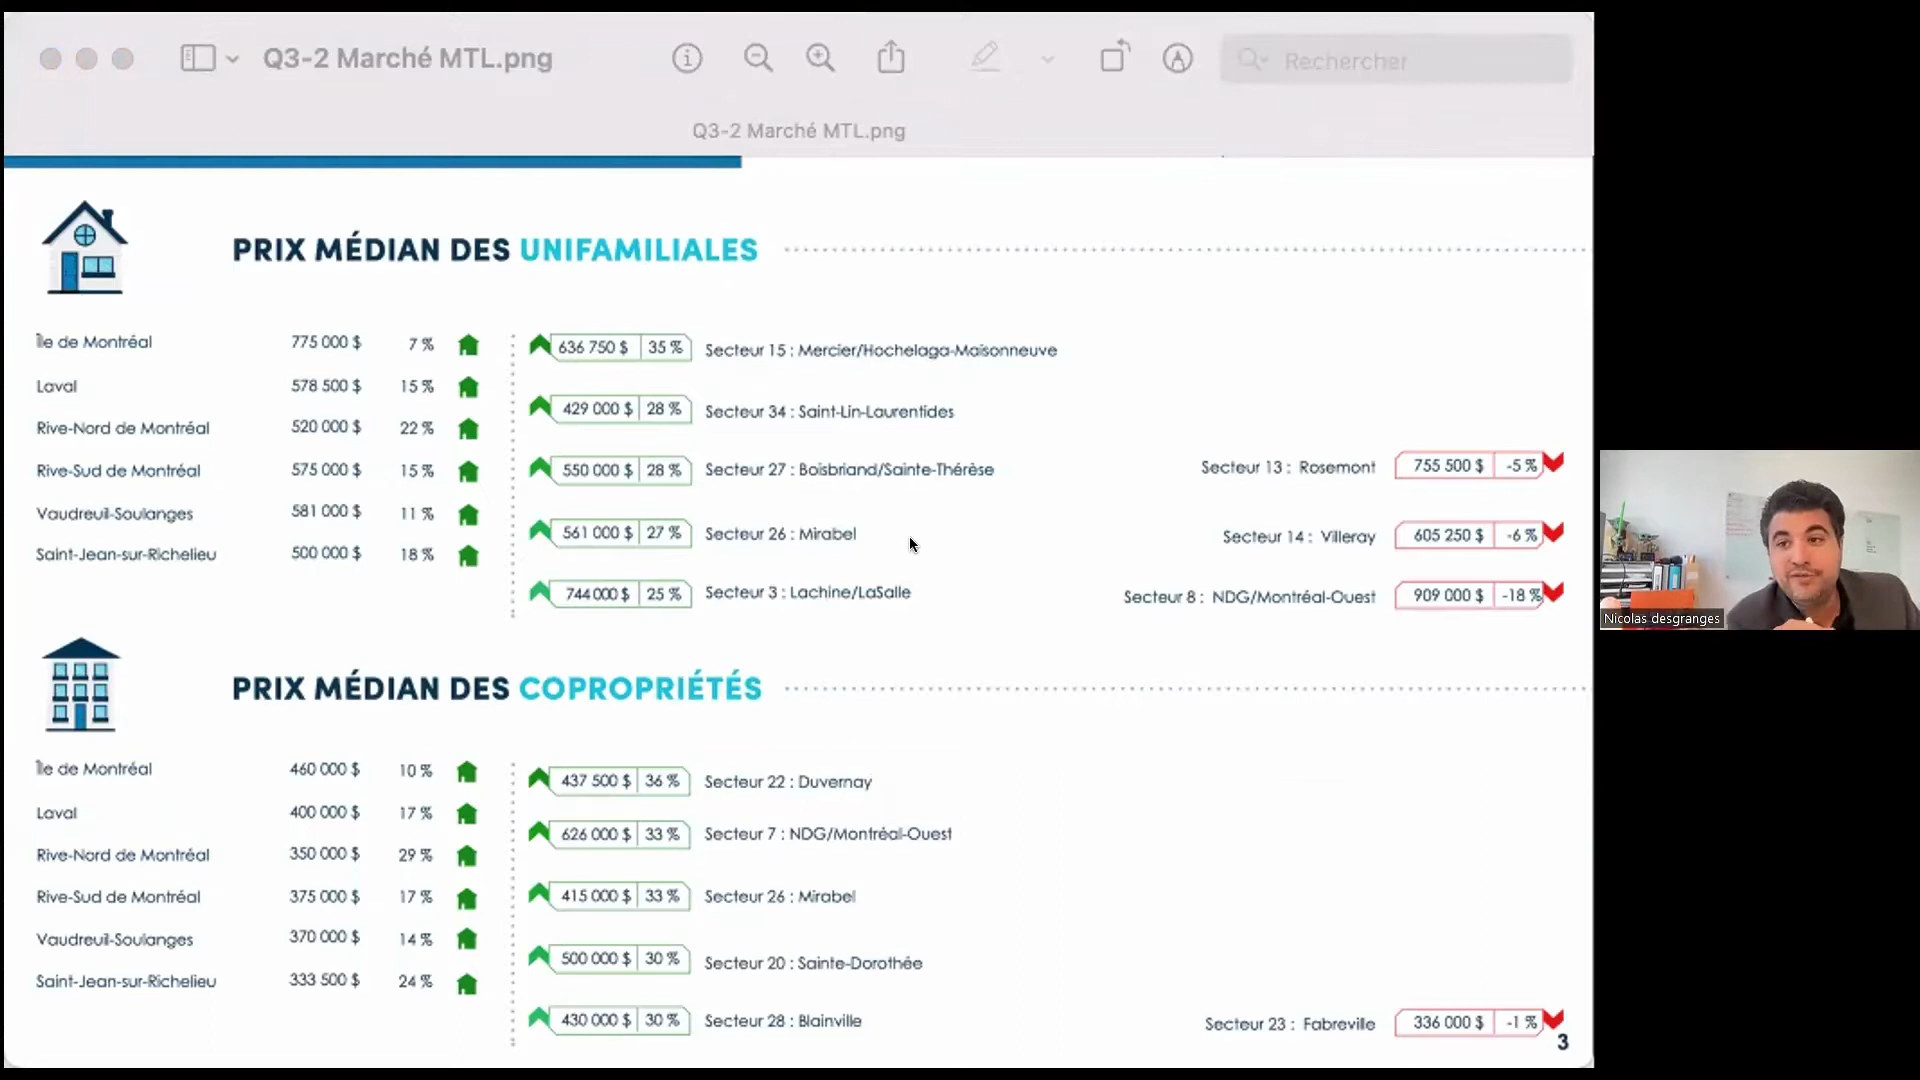 Q3-2 Marché MTL.png
Rechercher
Q3-2 Marché MTL.png
PRIX MÉDIAN DES UNIFAMILIALES
Île de Montréal 775 000 $ 7 %
Laval 578 500 $ 15 %
Rive-Nord de Montréal 520 000 $ 22 %
Rive-Sud de Montréal 575 000 $ 15 %
Vaudreuil-Soulanges 581 000 $ 11 %
Saint-Jean-sur-Richelieu 500 000 $ 18 %
636 750 $ 35 % Secteur 15 : Mercier/Hochelaga-Maisonneuve
429 000 $ 28 % Secteur 34 : Saint-Lin-Laurentides
550 000 $ 28 % Secteur 27 : Boisbriand/Sainte-Thérèse
561 000 $ 27 % Secteur 26 : Mirabel
744 000 $ 25 % Secteur 3 : Lachine/LaSalle
Secteur 13 : Rosemont 755 500 $ -5 %
Secteur 14 : Villeray 605 250 $ -6 %
Secteur 8 : NDG/Montréal-Ouest 909 000 $ -18 %
PRIX MÉDIAN DES COPROPRIÉTÉS
Île de Montréal 460 000 $ 10 %
Laval 400 000 $ 17 %
Rive-Nord de Montréal 350 000 $ 29 %
Rive-Sud de Montréal 375 000 $ 17 %
Vaudreuil-Soulanges 370 000 $ 14 %
Saint-Jean-sur-Richelieu 333 500 $ 24 %
437 500 $ 36 % Secteur 22 : Duvernay
626 000 $ 33 % Secteur 7 : NDG/Montréal-Ouest
415 000 $ 33 % Secteur 26 : Mirabel
500 000 $ 30 % Secteur 20 : Sainte-Dorothée
430 000 $ 30 % Secteur 28 : Blainville
Secteur 23 : Fabreville 336 000 $ -1 %
3
Nicolas desgranges